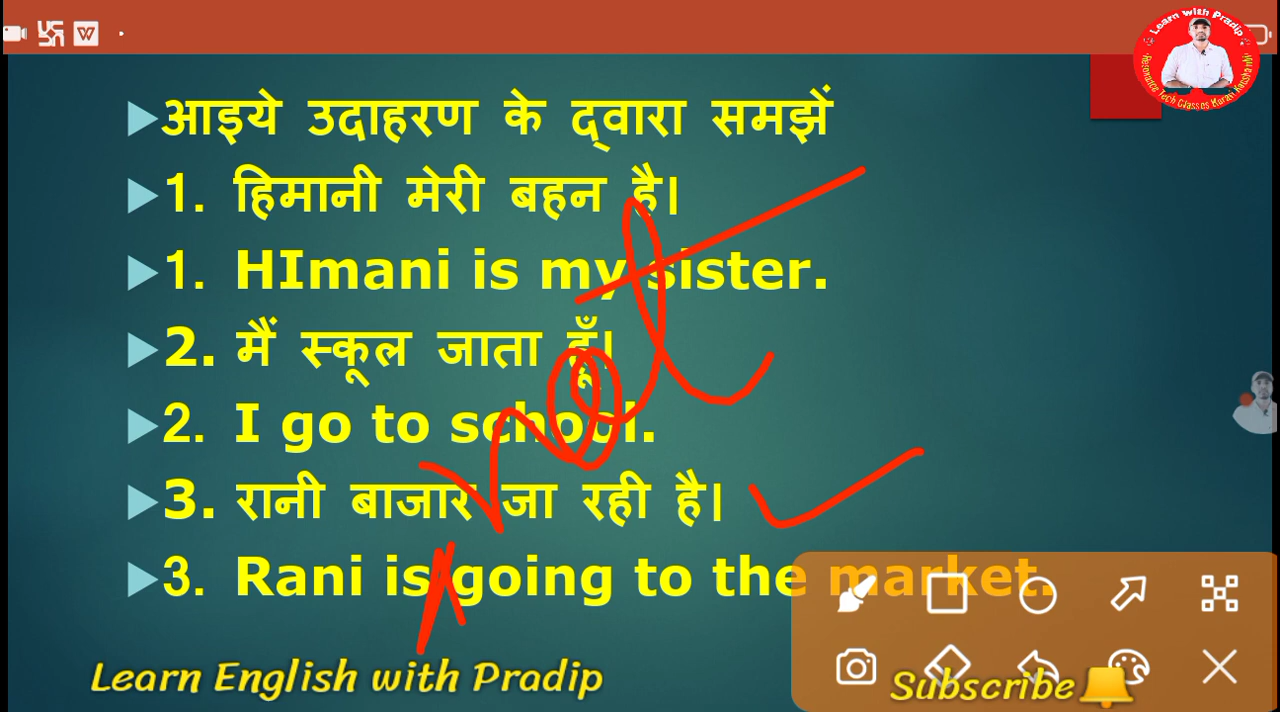 Learn with Pradip
आइये उदाहरण के द्वारा समझें
1. हिमानी मेरी बहन है।
1. HImani is my sister.
2. मैं स्कूल जाता हूँ।
2. I go to school.
3. रानी बाजार जा रही है।
3. Rani is going to the market.
not
Learn English with Pradip
Subscribe